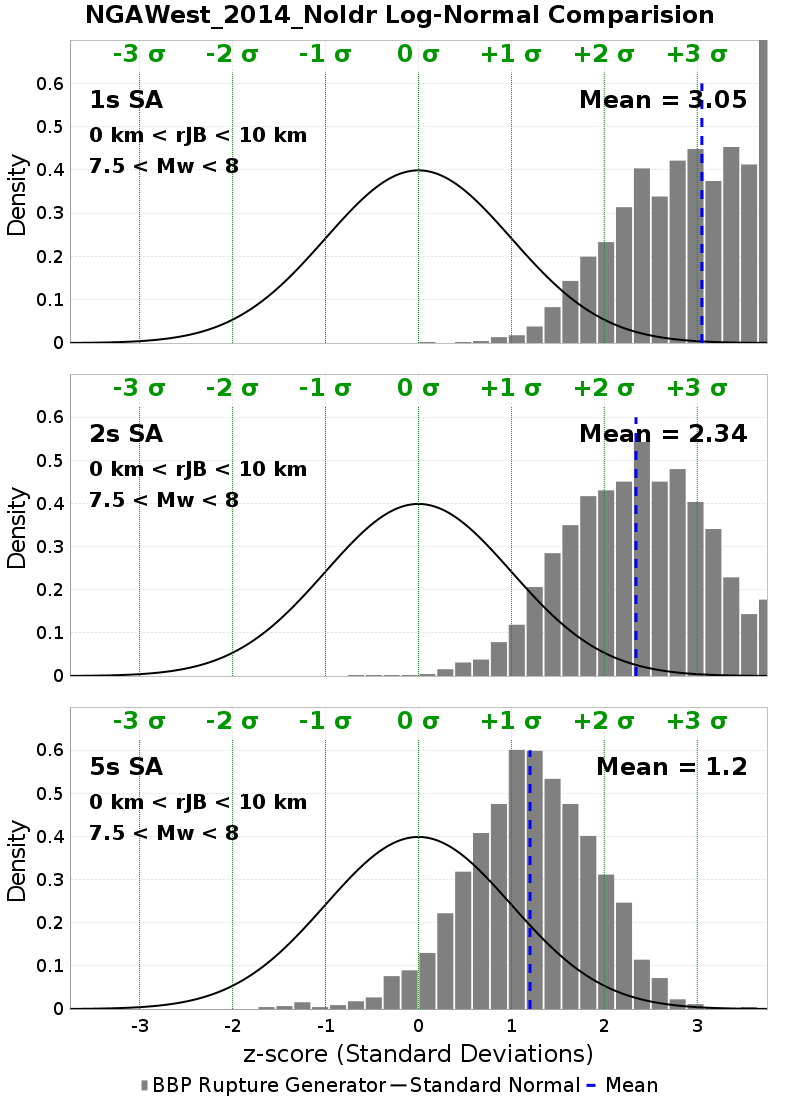 NGAWest_2014_NoIdr Log-Normal Comparision
-3 σ -2 σ -1 σ 0 σ +1 σ +2 σ +3 σ
0.6
1s SA Mean = 3.05
0.5
0 km < rJB < 10 km
7.5 < Mw < 8
0.4
0.3
0.2
0.1
0
Density
-3 σ -2 σ -1 σ 0 σ +1 σ +2 σ +3 σ
0.6
2s SA Mean = 2.34
0.5
0 km < rJB < 10 km
7.5 < Mw < 8
0.4
0.3
0.2
0.1
0
Density
-3 σ -2 σ -1 σ 0 σ +1 σ +2 σ +3 σ
0.6
5s SA Mean = 1.2
0.5
0 km < rJB < 10 km
7.5 < Mw < 8
0.4
0.3
0.2
0.1
0
Density
-3 -2 -1 0 1 2 3
z-score (Standard Deviations)
BBP Rupture Generator Standard Normal Mean